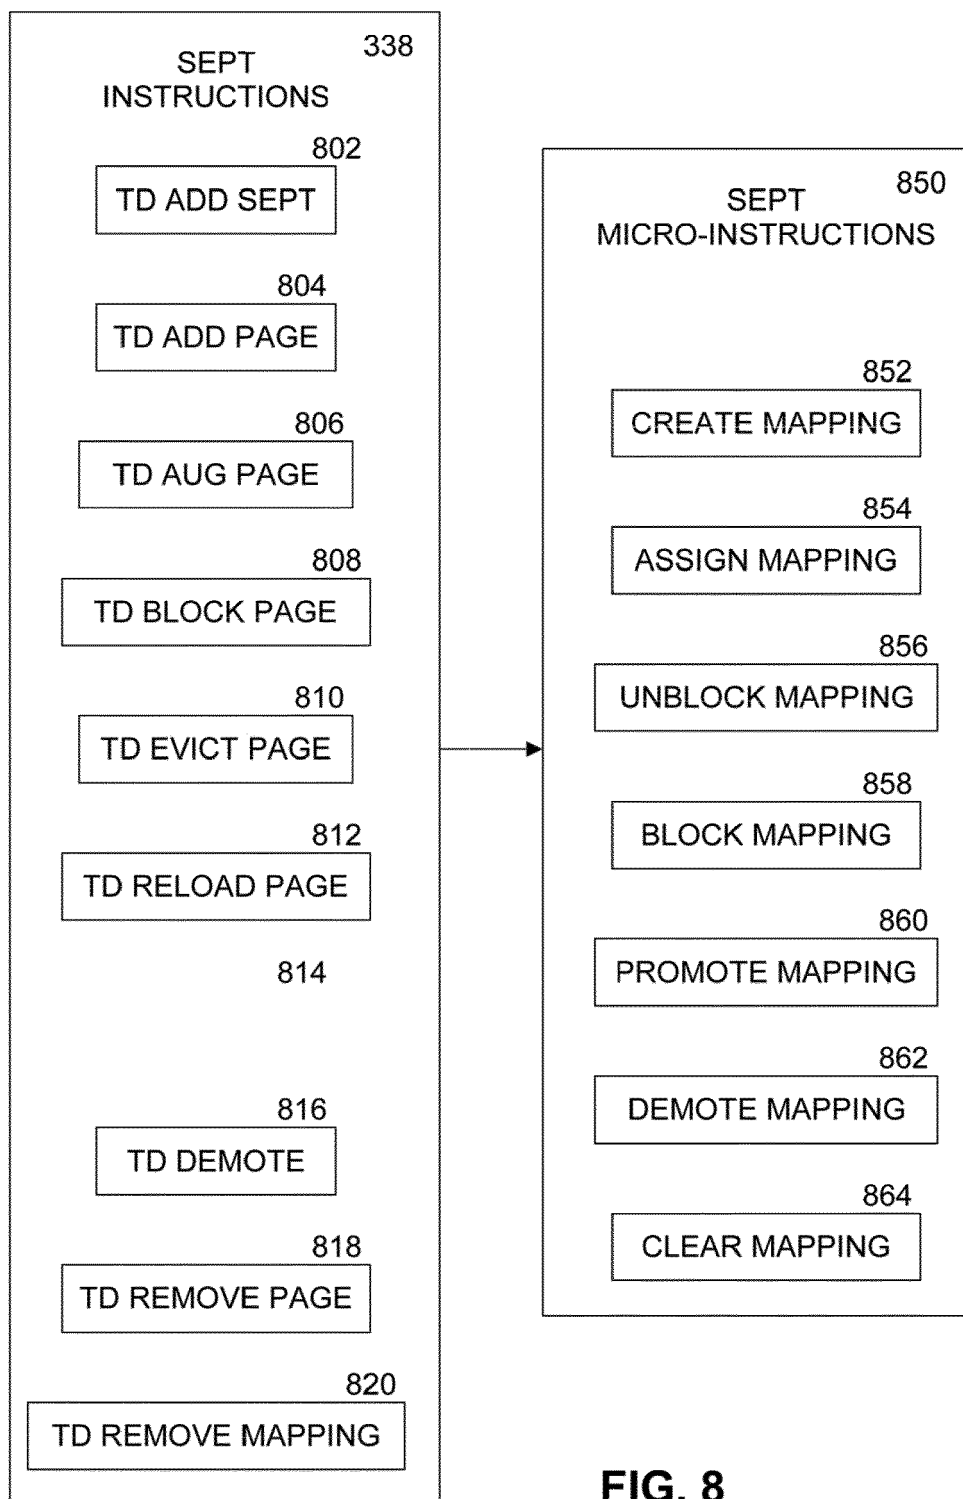 338
SEPT
INSTRUCTIONS
802
TD ADD SEPT
804
TD ADD PAGE
806
TD AUG PAGE
808
TD BLOCK PAGE
810
TD EVICT PAGE
812
TD RELOAD PAGE
814
816
TD DEMOTE
818
TD REMOVE PAGE
820
TD REMOVE MAPPING
850
SEPT
MICRO-INSTRUCTIONS
852
CREATE MAPPING
854
ASSIGN MAPPING
856
UNBLOCK MAPPING
858
BLOCK MAPPING
860
PROMOTE MAPPING
862
DEMOTE MAPPING
864
CLEAR MAPPING
FIG. 8